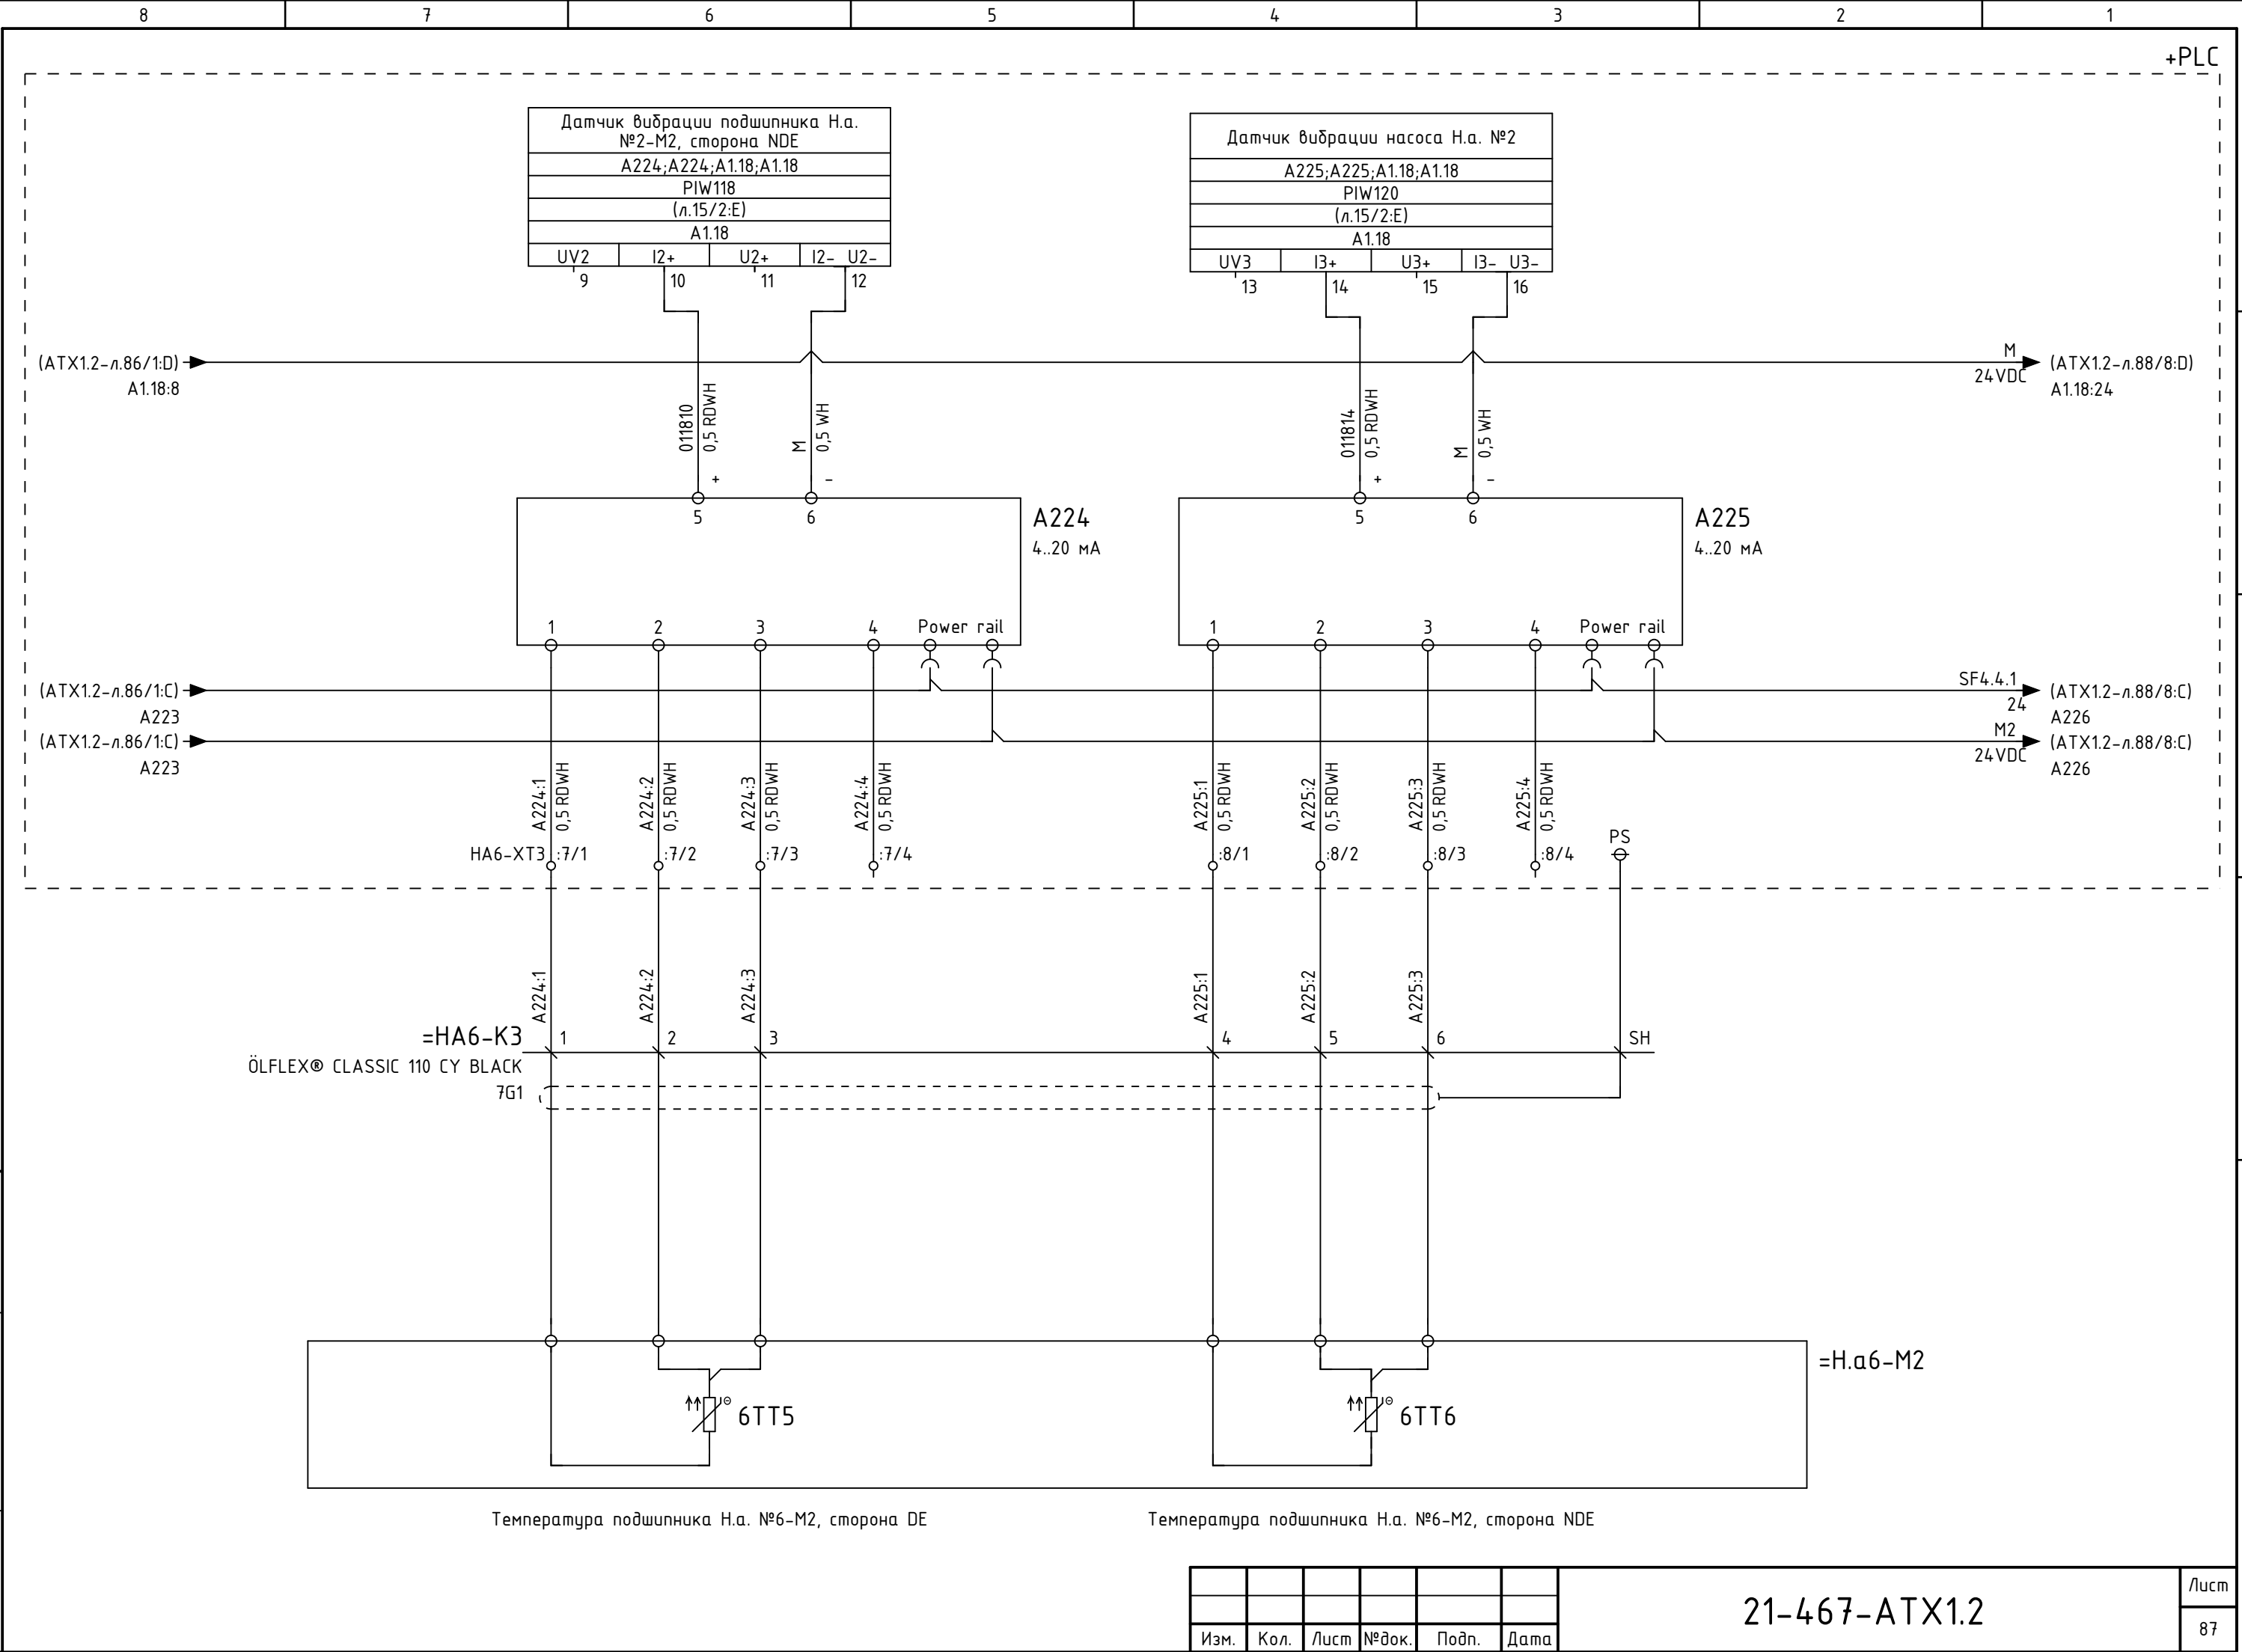 8 7 6 5 4 3 2 1
+PLC
Датчик вибрации подшипника Н.а.
№2-М2, сторона NDE
A224;A224;A1.18;A1.18
PIW118
(л.15/2:E)
A1.18
UV2 I2+ U2+ I2- U2-
9 10 11 12
Датчик вибрации насоса Н.а. №2
A225;A225;A1.18;A1.18
PIW120
(л.15/2:E)
A1.18
UV3 I3+ U3+ I3- U3-
13 14 15 16
(ATX1.2-л.86/1:D)
A1.18:8
M
24VDC
(ATX1.2-л.88/8:D)
A1.18:24
011810
0,5 RDWH
M
0,5 WH
011814
0,5 RDWH
M
0,5 WH
+ -
+ -
5 6
A224
4..20 мА
5 6
A225
4..20 мА
1 2 3 4 Power rail
1 2 3 4 Power rail
(ATX1.2-л.86/1:C)
A223
SF4.4.1
24
(ATX1.2-л.88/8:C)
A226
(ATX1.2-л.86/1:C)
A223
M2
24VDC
(ATX1.2-л.88/8:C)
A226
A224:1
0,5 RDWH
A224:2
0,5 RDWH
A224:3
0,5 RDWH
A224:4
0,5 RDWH
A225:1
0,5 RDWH
A225:2
0,5 RDWH
A225:3
0,5 RDWH
A225:4
0,5 RDWH
PS
HA6-XT3 :7/1 :7/2 :7/3 :7/4 :8/1 :8/2 :8/3 :8/4
A224:1
A224:2
A224:3
A225:1
A225:2
A225:3
=HA6-K3
1 2 3 4 5 6 SH
ÖLFLEX® CLASSIC 110 CY BLACK
7G1
=Н.а6-М2
6TT5
6TT6
Температура подшипника Н.а. №6-М2, сторона DE
Температура подшипника Н.а. №6-М2, сторона NDE
Изм. Кол. Лист №док. Подп. Дата
21-467-АТХ1.2
Лист
87